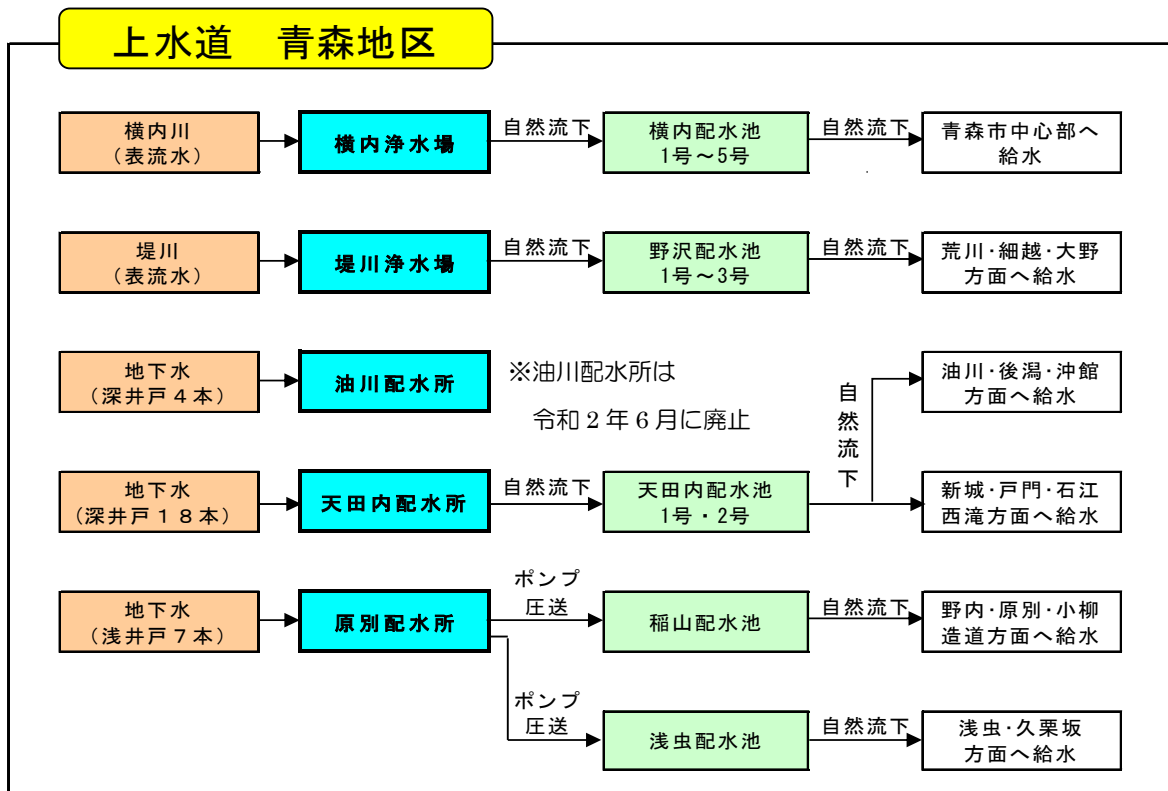 上水道　青森地区
横内川
（表流水）
横内浄水場
自然流下
横内配水池
1号～5号
自然流下
青森市中心部へ
給水
堤川
（表流水）
堤川浄水場
自然流下
野沢配水池
1号～3号
自然流下
荒川・細越・大野
方面へ給水
地下水
（深井戸４本）
油川配水所
※油川配水所は
令和２年６月に廃止
自然流下
油川・後潟・沖館
方面へ給水
地下水
（深井戸１８本）
天田内配水所
自然流下
天田内配水池
1号・2号
新城・戸門・石江
西滝方面へ給水
地下水
（浅井戸７本）
原別配水所
ポンプ
圧送
稲山配水池
自然流下
野内・原別・小柳
造道方面へ給水
ポンプ
圧送
浅虫配水池
自然流下
浅虫・久栗坂
方面へ給水